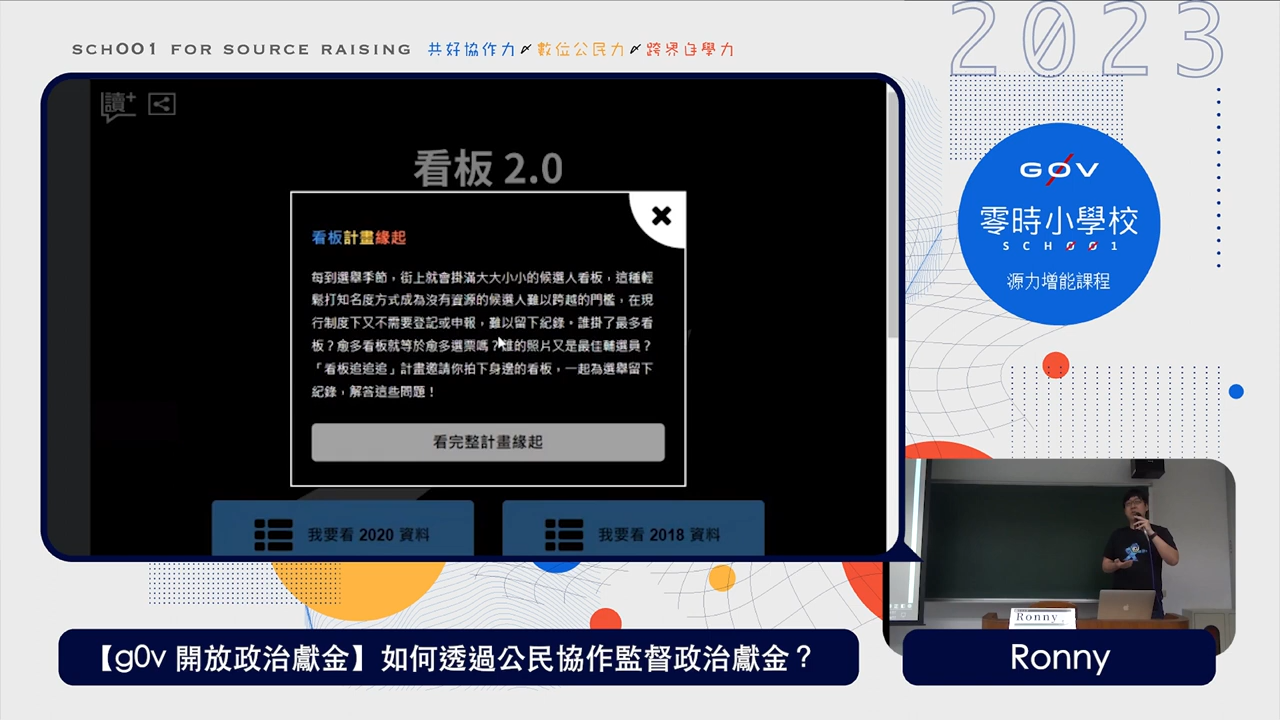 SCH001 FOR SOURCE RAISING 共好協作力 數位公民力 跨界自學力
2023
讀+
看板 2.0
看板計畫緣起
每到選舉季節，街上就會掛滿大大小小的候選人看板，這種輕
鬆打知名度方式成為沒有資源的候選人難以跨越的門檻，在現
行制度下又不需要登記或申報，難以留下紀錄。誰掛了最多看
板？愈多看板就等於愈多選票嗎？誰的照片又是最佳輔選員？
「看板追追追」計畫邀請你拍下身邊的看板，一起為選舉留下
紀錄，解答這些問題！
看完整計畫緣起
我要看 2020 資料
我要看 2018 資料
G0V
零時小學校
SCH001
源力增能課程
Ronny
【g0v 開放政治獻金】如何透過公民協作監督政治獻金？
Ronny